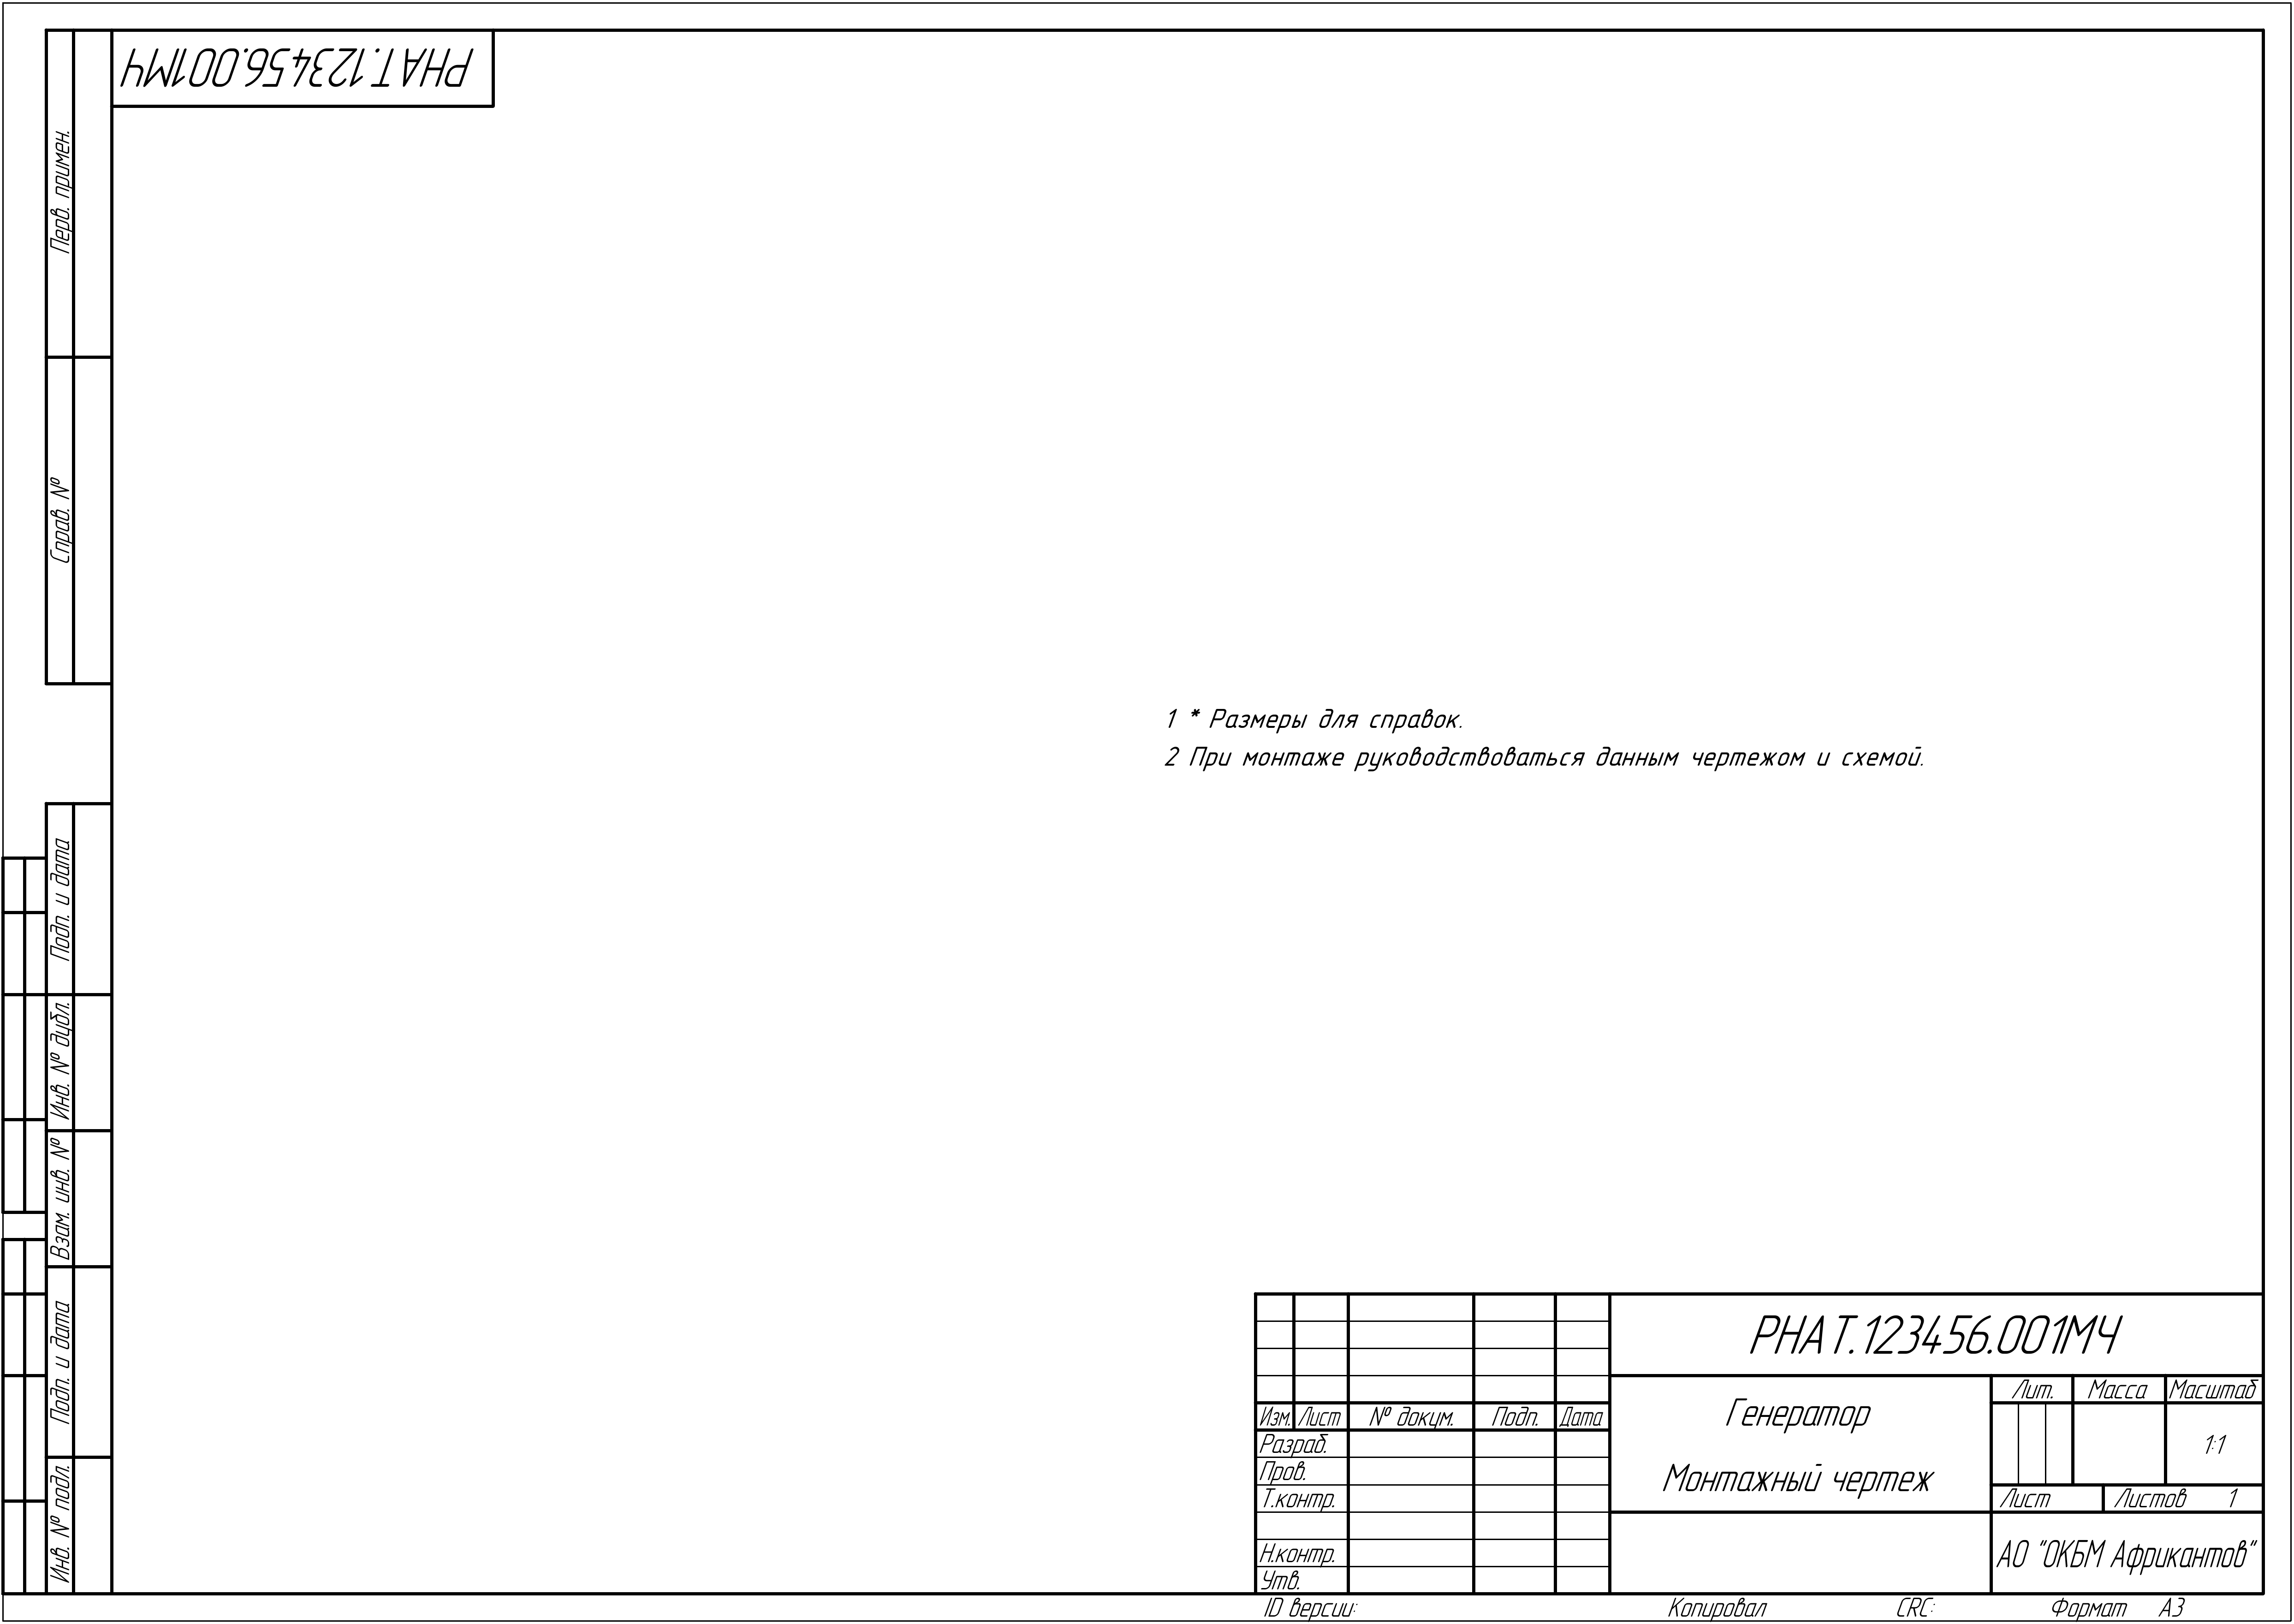 РНАТ.123456.001МЧ
Перв. примен.
Справ. №
1 * Размеры для справок.
2 При монтаже руководствоваться данным чертежом и схемой.
Подп. и дата
Инв. № дубл.
Взам. инв. №
Подп. и дата
Инв. № подл.
РНАТ.123456.001МЧ
Изм. Лист № докум. Подп. Дата
Разраб.
Пров.
Т.контр.
Н.контр.
Утв.
Генератор
Монтажный чертеж
Лит. Масса Масштаб
1:1
Лист Листов 1
АО "ОКБМ Африкантов"
ID версии: Копировал CRC: Формат А3